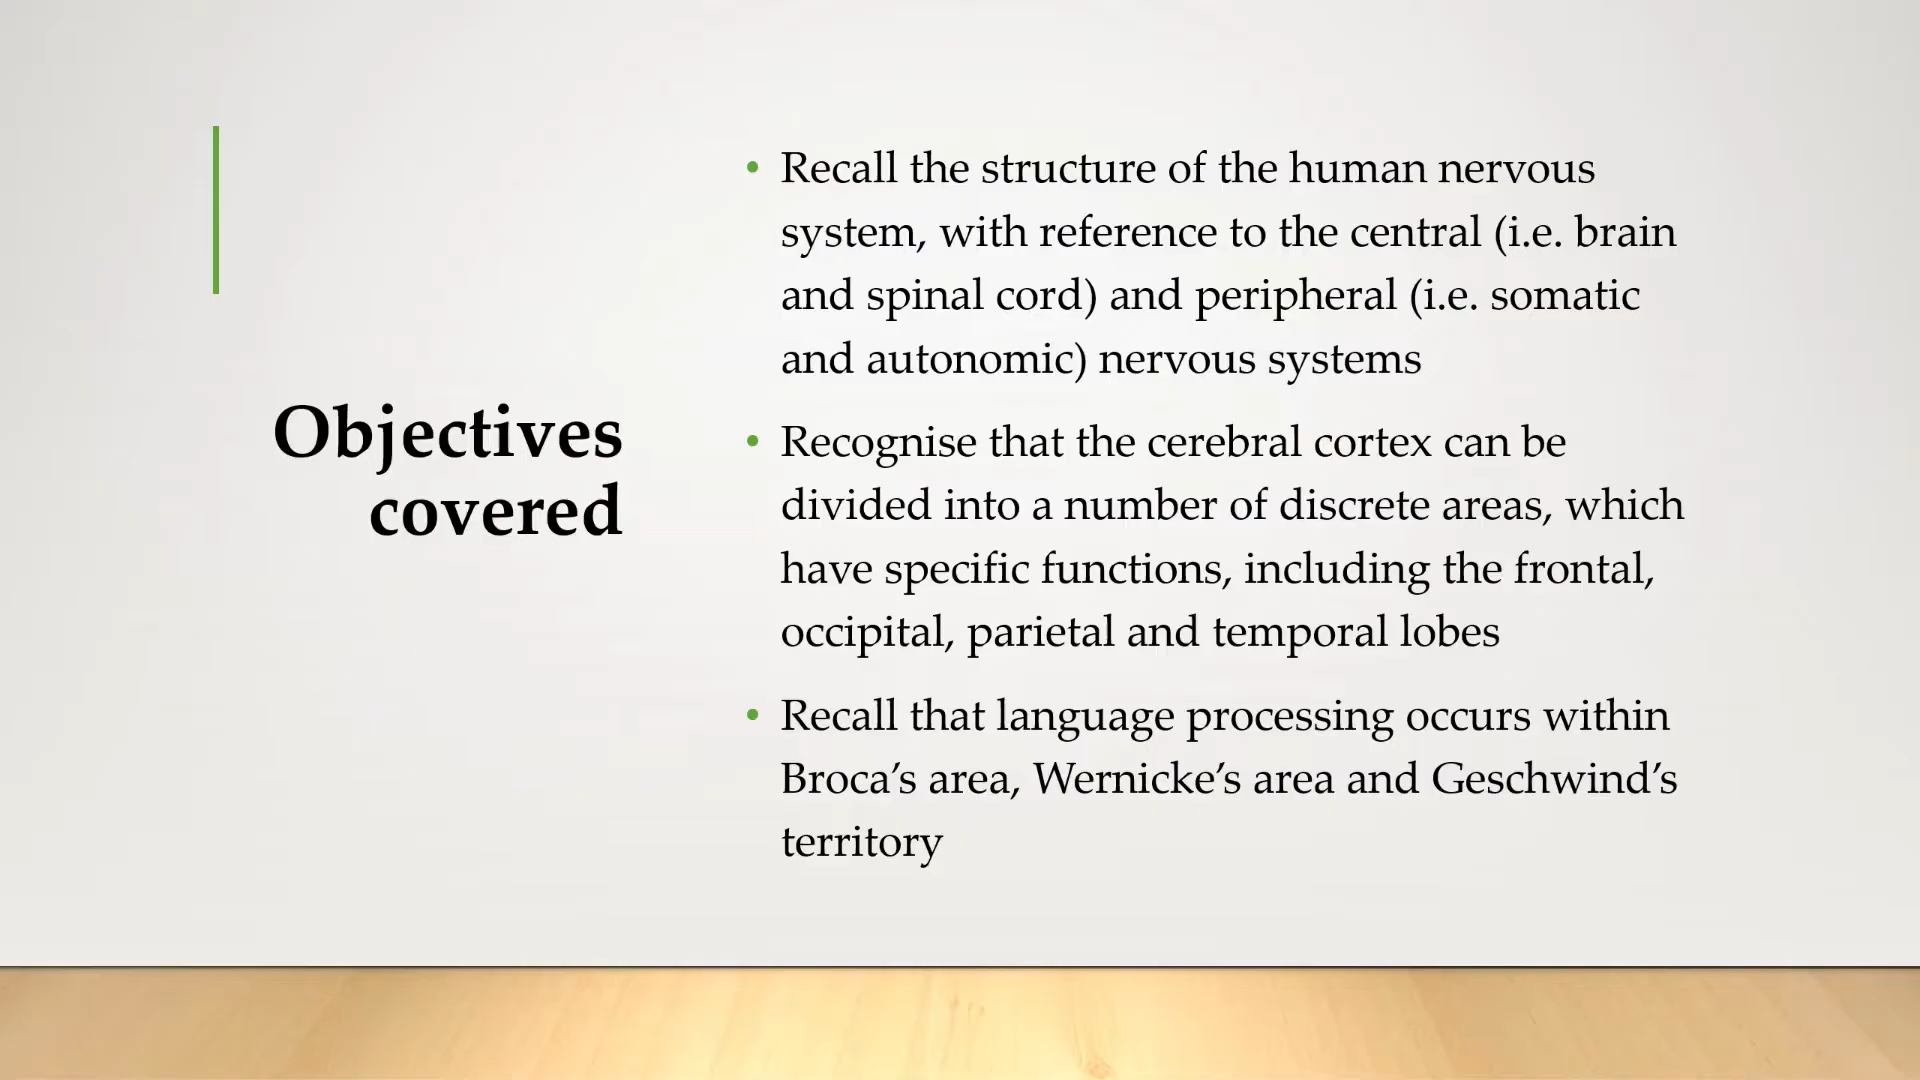 Objectives
covered
• Recall the structure of the human nervous
system, with reference to the central (i.e. brain
and spinal cord) and peripheral (i.e. somatic
and autonomic) nervous systems
• Recognise that the cerebral cortex can be
divided into a number of discrete areas, which
have specific functions, including the frontal,
occipital, parietal and temporal lobes
• Recall that language processing occurs within
Broca’s area, Wernicke’s area and Geschwind’s
territory